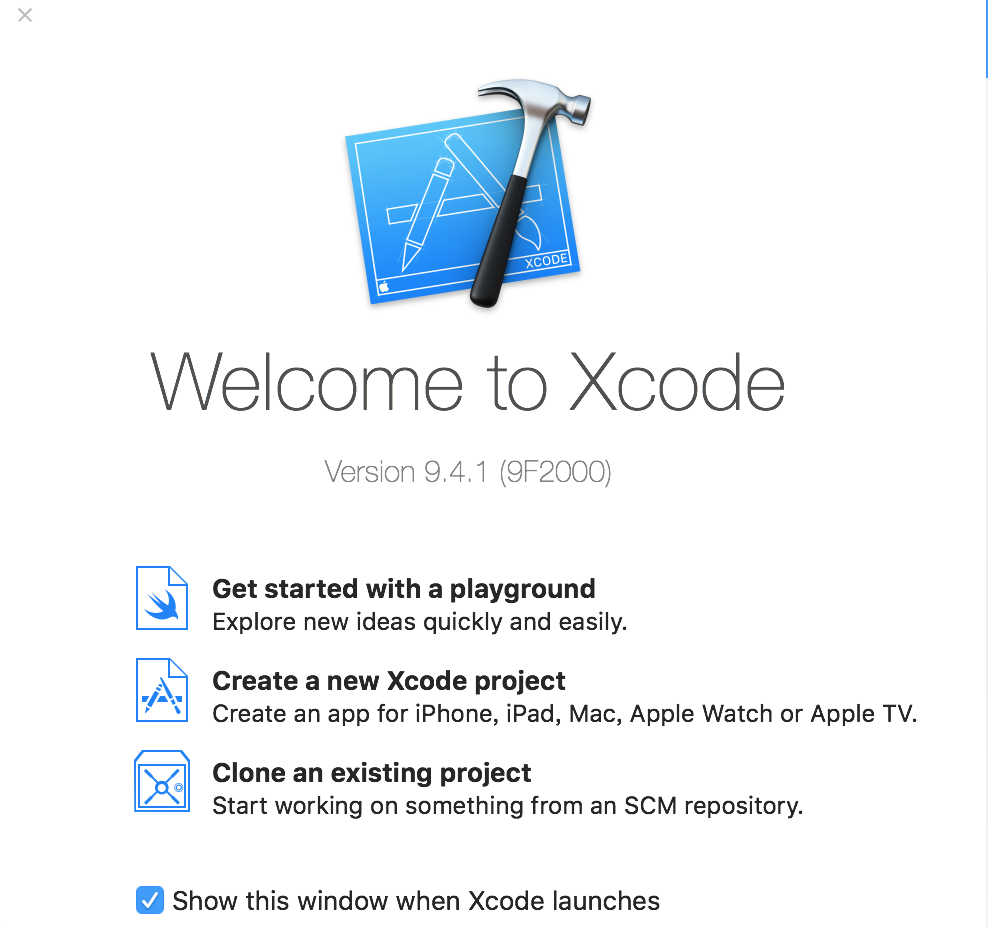 XCODE
Welcome to Xcode
Version 9.4.1 (9F2000)
Get started with a playground
Explore new ideas quickly and easily.
Create a new Xcode project
Create an app for iPhone, iPad, Mac, Apple Watch or Apple TV.
Clone an existing project
Start working on something from an SCM repository.
Show this window when Xcode launches